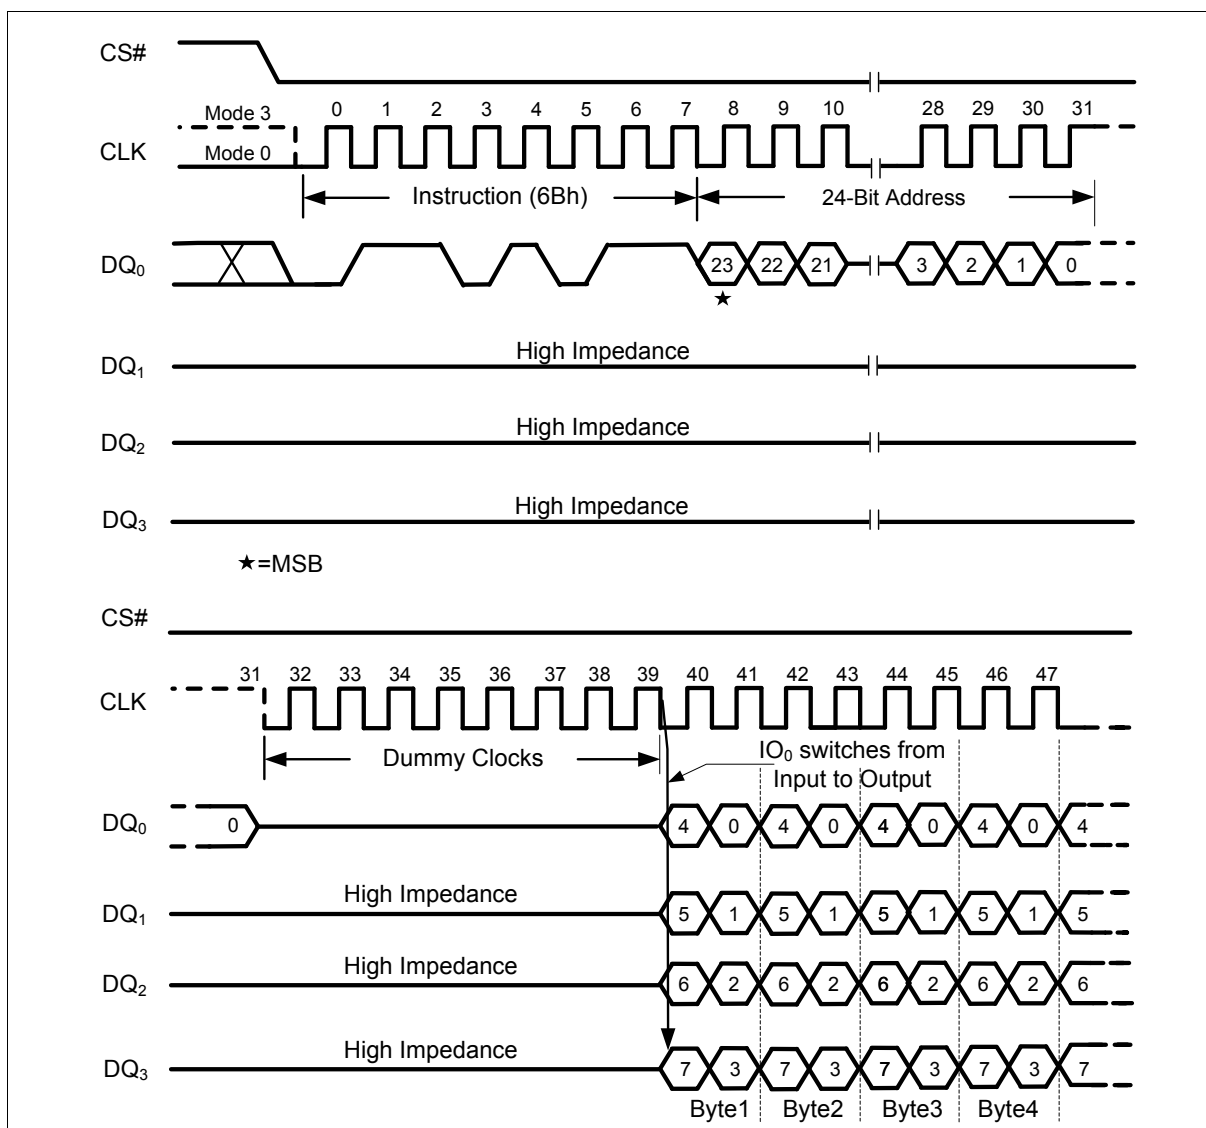 CS#
0 1 2 3 4 5 6 7 8 9 10 28 29 30 31
Mode 3
CLK
Mode 0
Instruction (6Bh) 24-Bit Address
DQ0 23 22 21 3 2 1 0
★
High Impedance
DQ1
High Impedance
DQ2
High Impedance
DQ3
★=MSB
CS#
31 32 33 34 35 36 37 38 39 40 41 42 43 44 45 46 47
CLK
Dummy Clocks
IO0 switches from
Input to Output
DQ0 0 4 0 4 0 4 0 4 0 4
High Impedance
DQ1 5 1 5 1 5 1 5 1 5
High Impedance
DQ2 6 2 6 2 6 2 6 2 6
High Impedance
DQ3 7 3 7 3 7 3 7 3 7
Byte1 Byte2 Byte3 Byte4